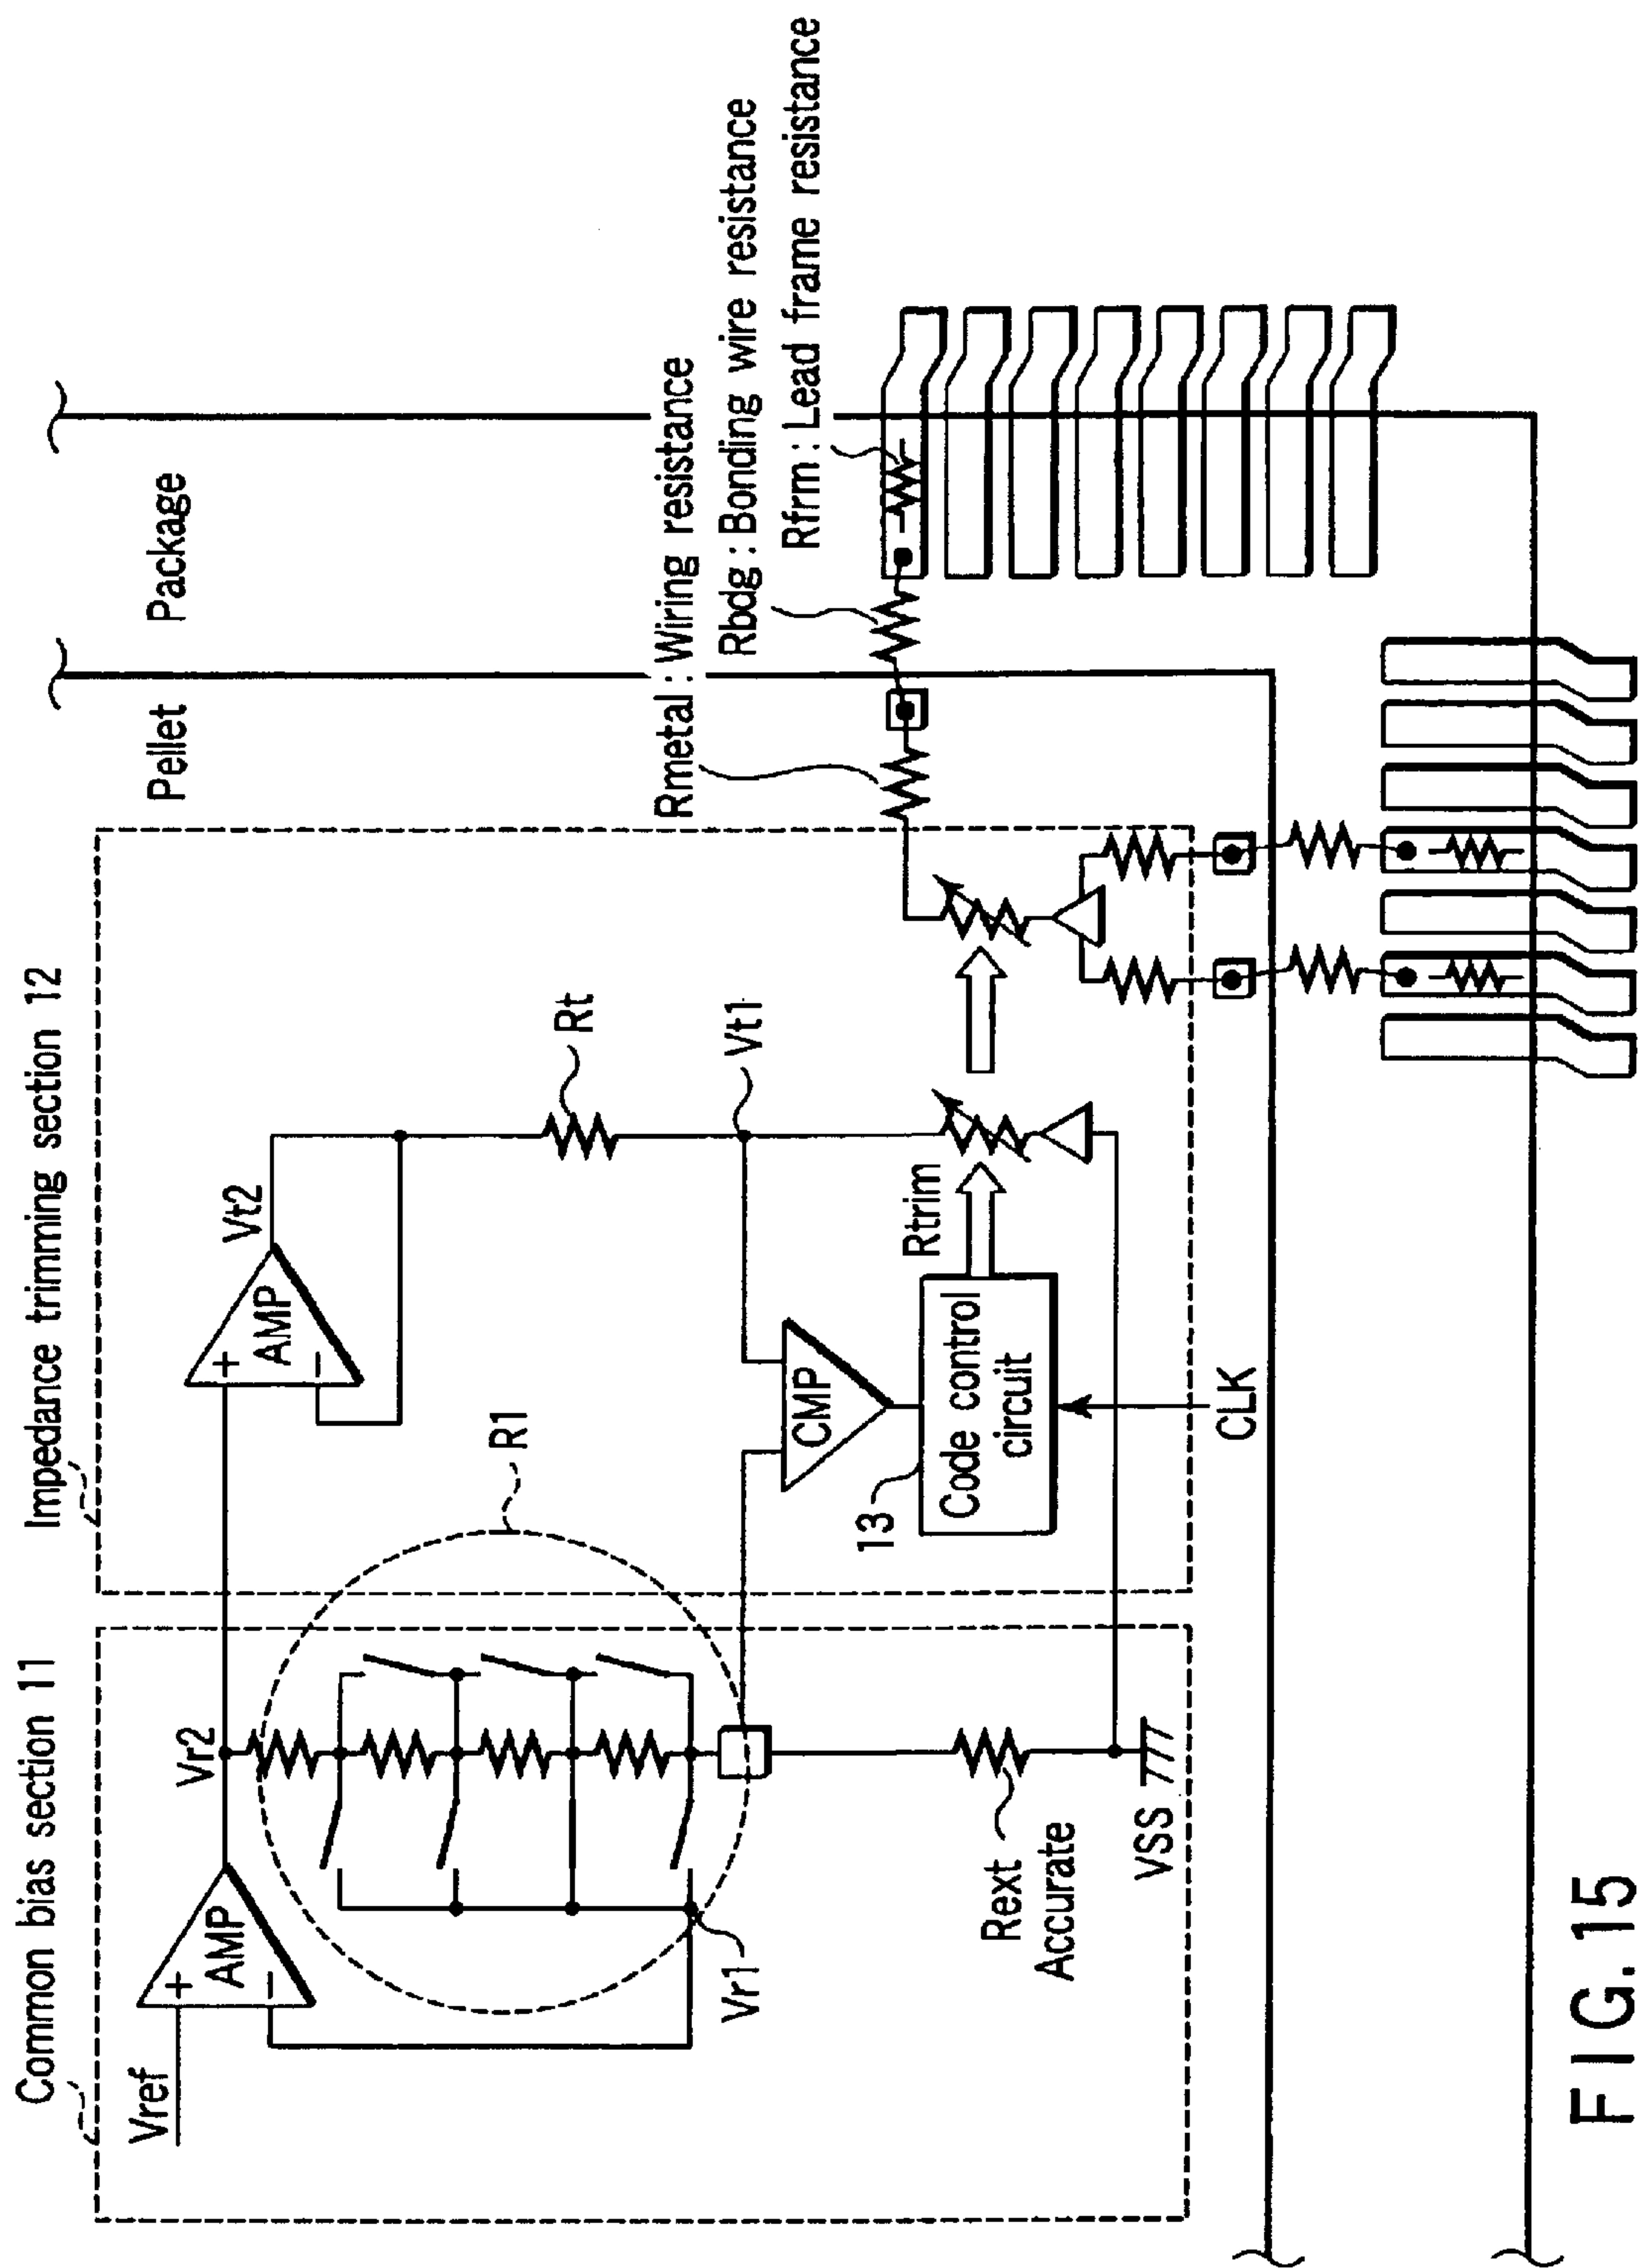 Common bias section 11
Impedance trimming section 12
Vref
+
AMP
−
Vr2
R1
Vr1
Rext
Accurate
VSS
+
AMP
−
Vt2
Rt
Vt1
CMP
13
Code control
circuit
Rtrim
CLK
Pellet
Package
Rmetal : Wiring resistance
Rbdg : Bonding wire resistance
Rfrm : Lead frame resistance
FIG. 15